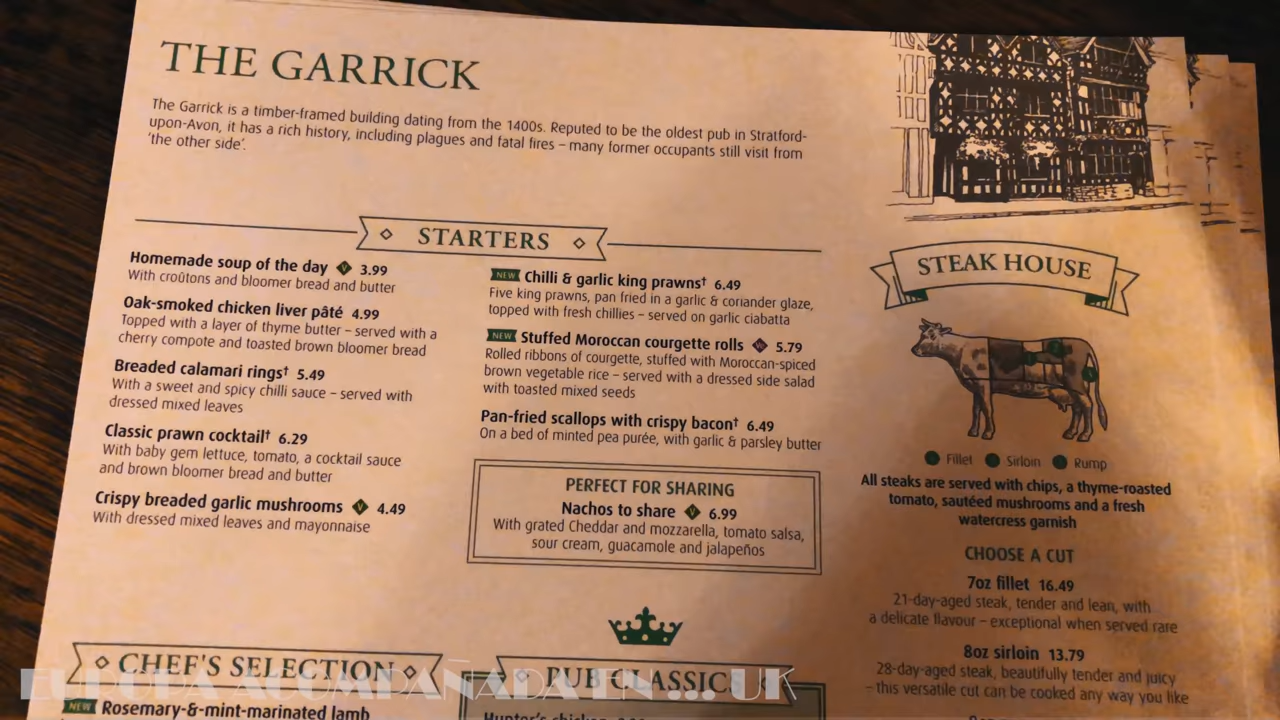 THE GARRICK
The Garrick is a timber-framed building dating from the 1400s. Reputed to be the oldest pub in Stratford-
upon-Avon, it has a rich history, including plagues and fatal fires – many former occupants still visit from
'the other side'.
STARTERS
Homemade soup of the day V 3.99
With croûtons and bloomer bread and butter
Oak-smoked chicken liver pâté 4.99
Topped with a layer of thyme butter – served with a
cherry compote and toasted brown bloomer bread
Breaded calamari rings† 5.49
With a sweet and spicy chilli sauce – served with
dressed mixed leaves
Classic prawn cocktail† 6.29
With baby gem lettuce, tomato, a cocktail sauce
and brown bloomer bread and butter
Crispy breaded garlic mushrooms V 4.49
With dressed mixed leaves and mayonnaise
NEW Chilli & garlic king prawns† 6.49
Five king prawns, pan fried in a garlic & coriander glaze,
topped with fresh chillies – served on garlic ciabatta
NEW Stuffed Moroccan courgette rolls 5.79
Rolled ribbons of courgette, stuffed with Moroccan-spiced
brown vegetable rice – served with a dressed side salad
with toasted mixed seeds
Pan-fried scallops with crispy bacon† 6.49
On a bed of minted pea purée, with garlic & parsley butter
PERFECT FOR SHARING
Nachos to share V 6.99
With grated Cheddar and mozzarella, tomato salsa,
sour cream, guacamole and jalapeños
STEAK HOUSE
Fillet Sirloin Rump
All steaks are served with chips, a thyme-roasted
tomato, sautéed mushrooms and a fresh
watercress garnish
CHOOSE A CUT
7oz fillet 16.49
21-day-aged steak, tender and lean, with
a delicate flavour – exceptional when served rare
8oz sirloin 13.79
28-day-aged steak, beautifully tender and juicy
– this versatile cut can be cooked any way you like
CHEF'S SELECTION
NEW Rosemary-&-mint-marinated lamb
PUB CLASSICS
Hunter's chicken
EUROPA ACOMPAÑADA EN ... UK